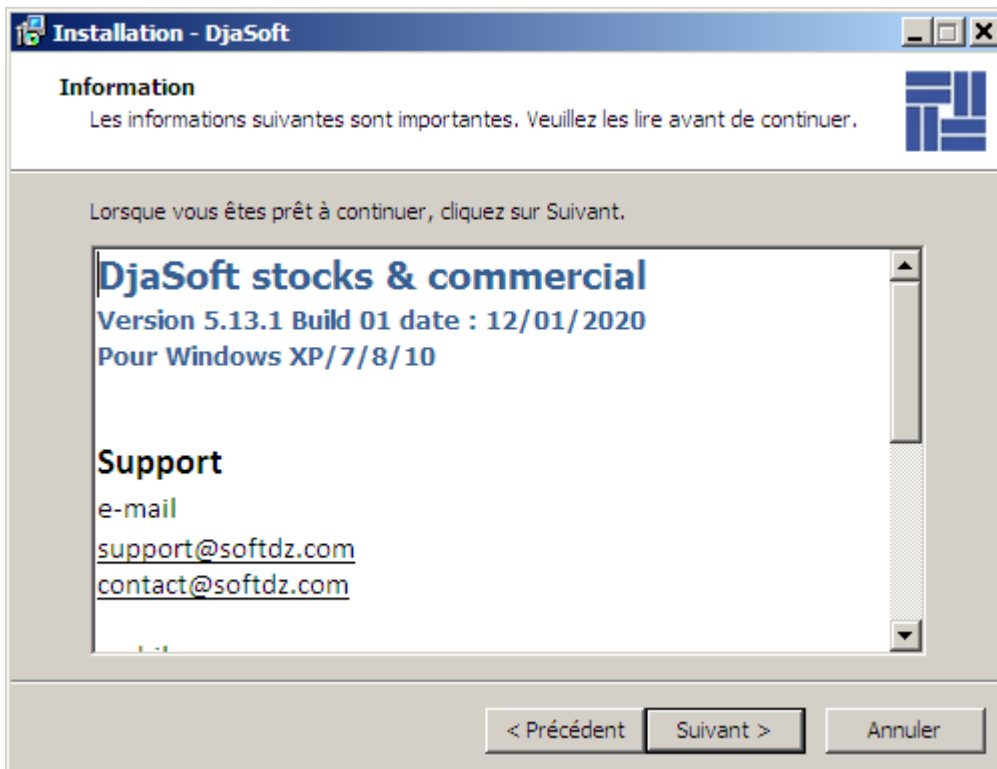 Installation - DjaSoft
Information
Les informations suivantes sont importantes. Veuillez les lire avant de continuer.
Lorsque vous êtes prêt à continuer, cliquez sur Suivant.
DjaSoft stocks & commercial
Version 5.13.1 Build 01 date : 12/01/2020
Pour Windows XP/7/8/10
Support
e-mail
support@softdz.com
contact@softdz.com
< Précédent
Suivant >
Annuler